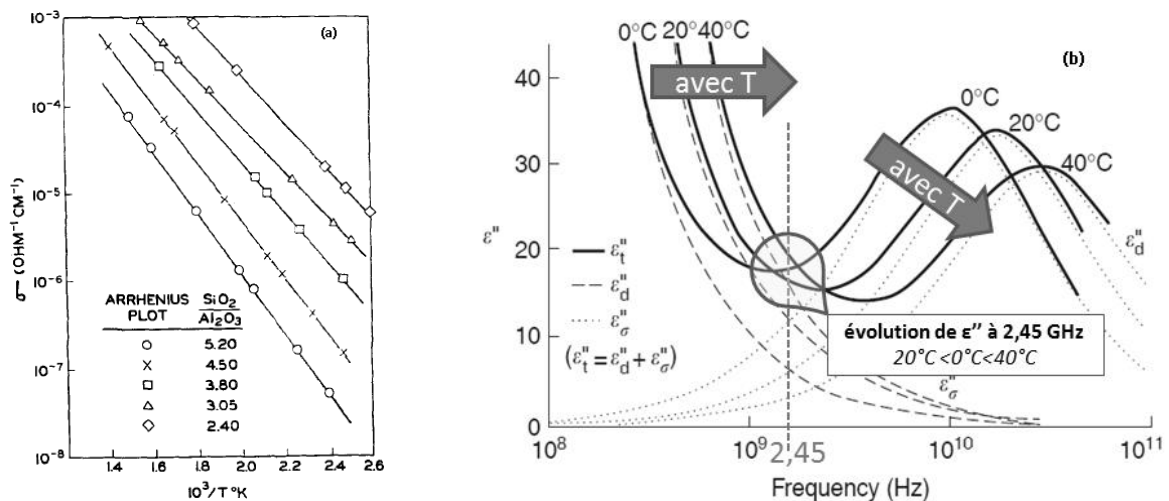 (a)
10⁻³
10⁻⁴
10⁻⁵
10⁻⁶
10⁻⁷
10⁻⁸
σ (OHM⁻¹ CM⁻¹)
ARRHENIUS PLOT
SiO₂
Al₂O₃
5.20
4.50
3.80
3.05
2.40
1.4 1.6 1.8 2.0 2.2 2.4 2.6
10³/T °K
(b)
0°C 20° 40°C
avec T
0°C
20°C
40°C
avec T
40
30
20
10
0
ε"
ε"t
ε"d
ε"σ
(ε"t = ε"d + ε"σ)
ε"d
évolution de ε'' à 2,45 GHz
20°C <0°C<40°C
ε"σ
10⁸ 10⁹ 10¹⁰ 10¹¹
2,45
Frequency (Hz)